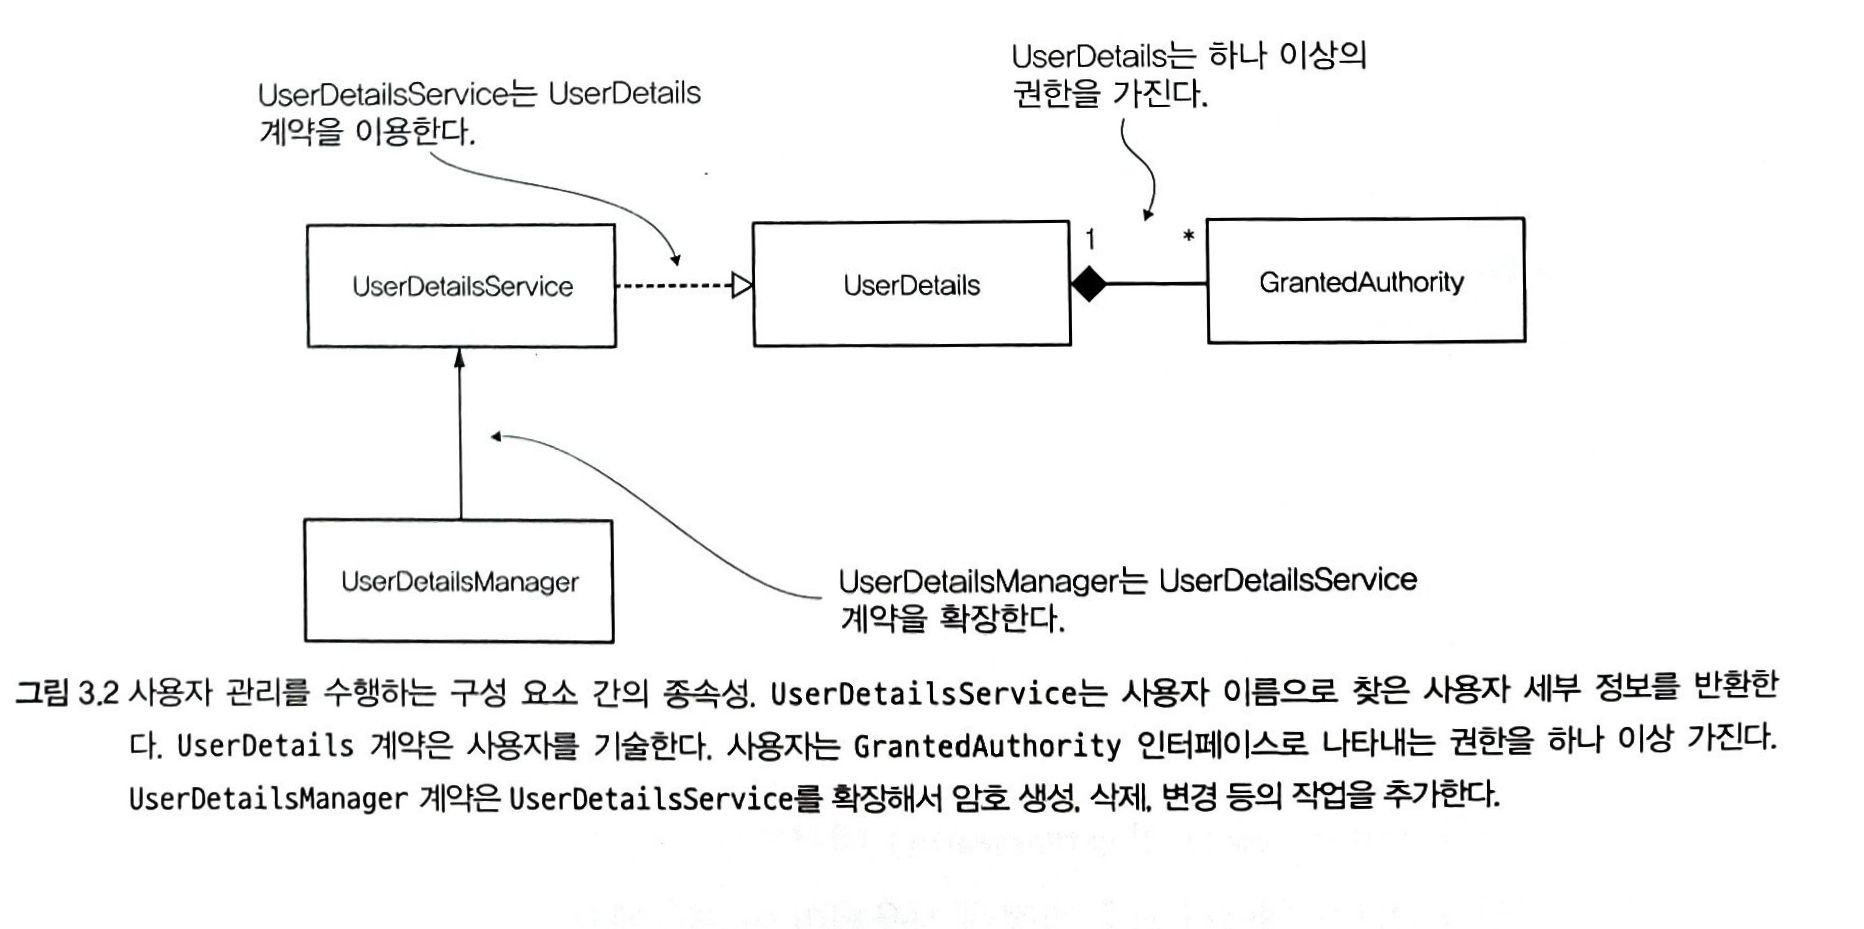 UserDetails는 하나 이상의
권한을 가진다.
UserDetailsService는 UserDetails
계약을 이용한다.
UserDetailsService
UserDetails
1
*
GrantedAuthority
UserDetailsManager
UserDetailsManager는 UserDetailsService
계약을 확장한다.
그림 3.2 사용자 관리를 수행하는 구성 요소 간의 종속성. UserDetailsService는 사용자 이름으로 찾은 사용자 세부 정보를 반환한
다. UserDetails 계약은 사용자를 기술한다. 사용자는 GrantedAuthority 인터페이스로 나타내는 권한을 하나 이상 가진다.
UserDetailsManager 계약은 UserDetailsService를 확장해서 암호 생성, 삭제, 변경 등의 작업을 추가한다.